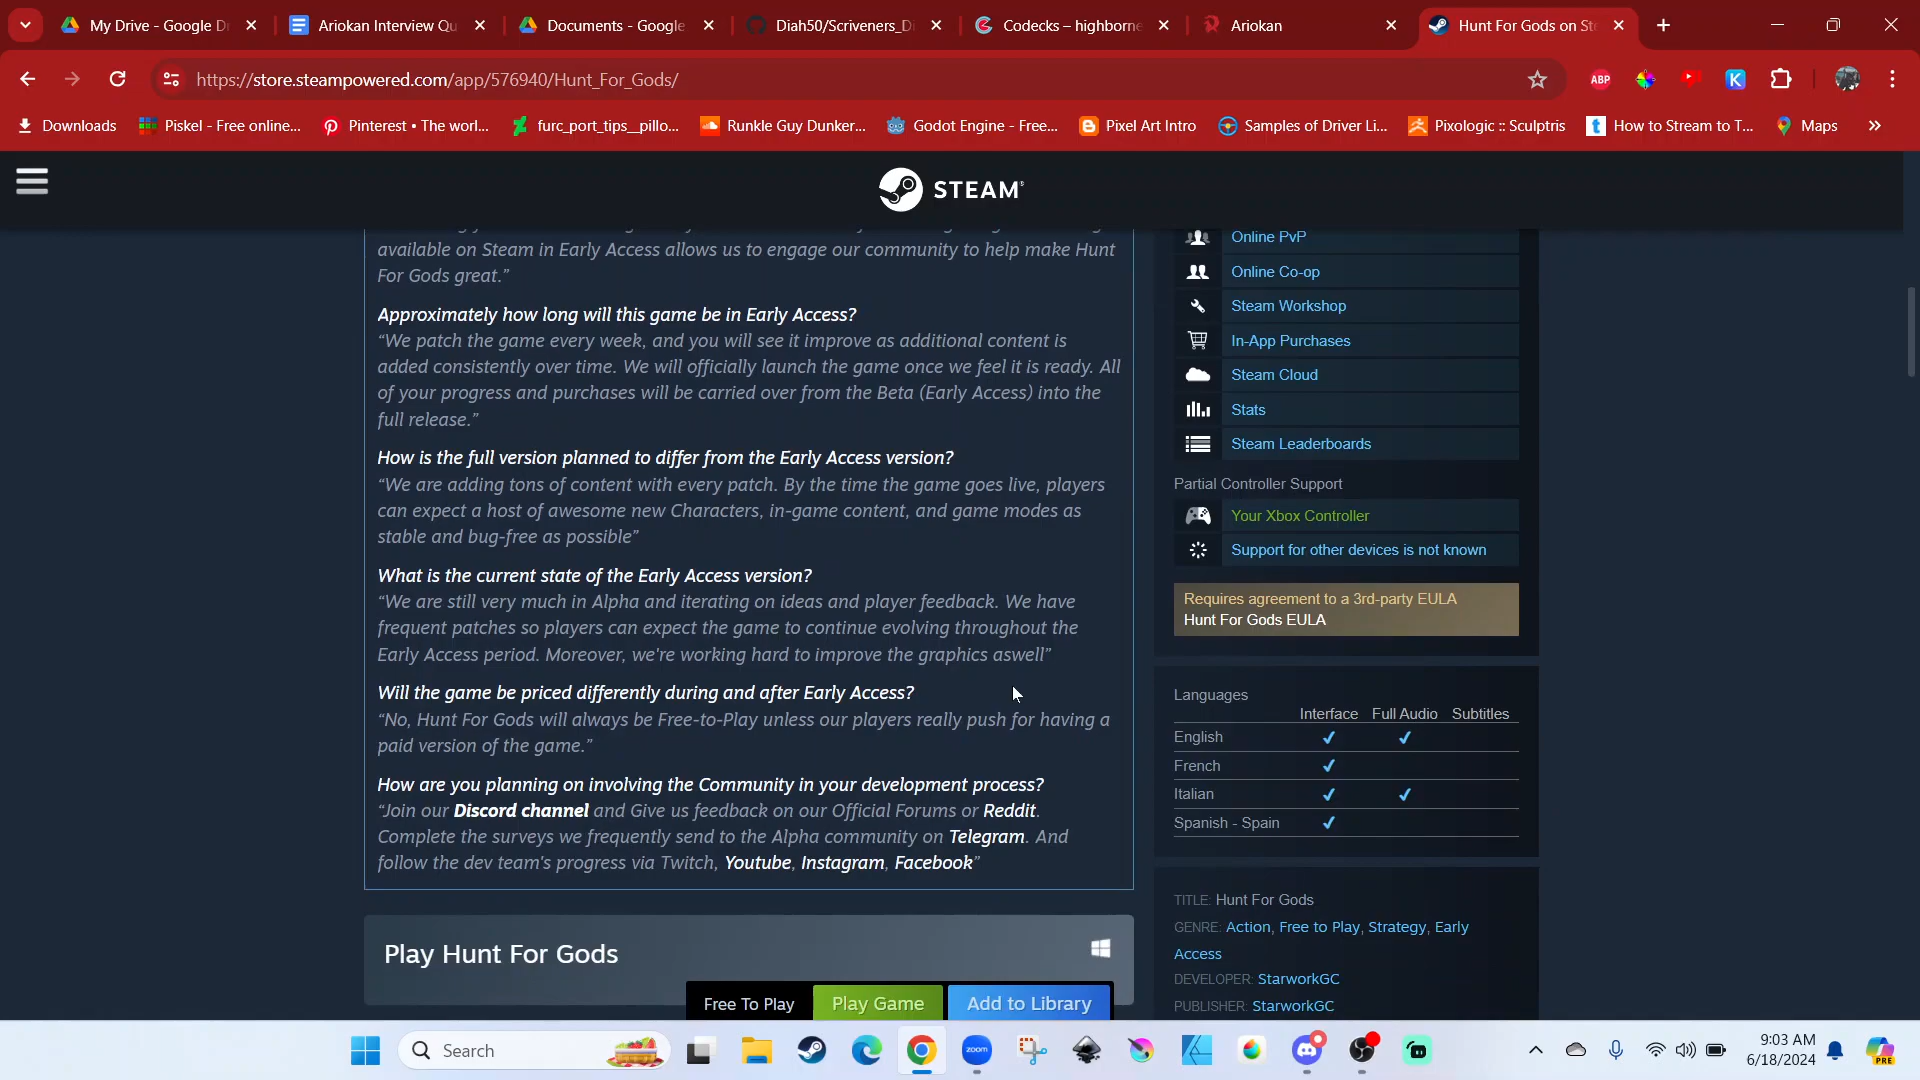 My Drive - Google D
Ariokan Interview Qu
Documents - Google
Diah50/Scriveners_D
Codecks – highborne
Ariokan
Hunt For Gods on St
https://store.steampowered.com/app/576940/Hunt_For_Gods/
ABP
K
Downloads
Piskel - Free online...
Pinterest • The worl...
furc_port_tips__pillo...
Runkle Guy Dunker...
Godot Engine - Free...
Pixel Art Intro
Samples of Driver Li...
Pixologic :: Sculptris
How to Stream to T...
Maps
»
STEAM®
available on Steam in Early Access allows us to engage our community to help make Hunt
For Gods great.”
Approximately how long will this game be in Early Access?
“We patch the game every week, and you will see it improve as additional content is
added consistently over time. We will officially launch the game once we feel it is ready. All
of your progress and purchases will be carried over from the Beta (Early Access) into the
full release.”
How is the full version planned to differ from the Early Access version?
“We are adding tons of content with every patch. By the time the game goes live, players
can expect a host of awesome new Characters, in-game content, and game modes as
stable and bug-free as possible”
What is the current state of the Early Access version?
“We are still very much in Alpha and iterating on ideas and player feedback. We have
frequent patches so players can expect the game to continue evolving throughout the
Early Access period. Moreover, we're working hard to improve the graphics aswell”
Will the game be priced differently during and after Early Access?
“No, Hunt For Gods will always be Free-to-Play unless our players really push for having a
paid version of the game.”
How are you planning on involving the Community in your development process?
“Join our Discord channel and Give us feedback on our Official Forums or Reddit.
Complete the surveys we frequently send to the Alpha community on Telegram. And
follow the dev team's progress via Twitch, Youtube, Instagram, Facebook”
Play Hunt For Gods
Free To Play
Play Game
Add to Library
Online PvP
Online Co-op
Steam Workshop
In-App Purchases
Steam Cloud
Stats
Steam Leaderboards
Partial Controller Support
Your Xbox Controller
Support for other devices is not known
Requires agreement to a 3rd-party EULA
Hunt For Gods EULA
Languages
Interface Full Audio Subtitles
English ✔ ✔
French ✔
Italian ✔ ✔
Spanish - Spain ✔
TITLE: Hunt For Gods
GENRE: Action, Free to Play, Strategy, Early
Access
DEVELOPER: StarworkGC
PUBLISHER: StarworkGC
Search
zoom
9:03 AM
6/18/2024
PRE